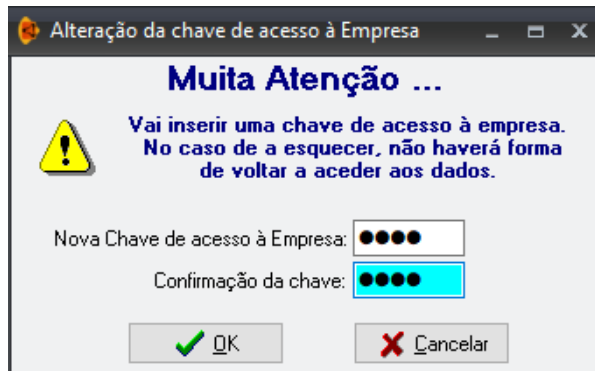 Alteração da chave de acesso à Empresa
Muita Atenção ...
Vai inserir uma chave de acesso à empresa.
No caso de a esquecer, não haverá forma
de voltar a aceder aos dados.
Nova Chave de acesso à Empresa: ●●●●
Confirmação da chave: ●●●●
OK Cancelar